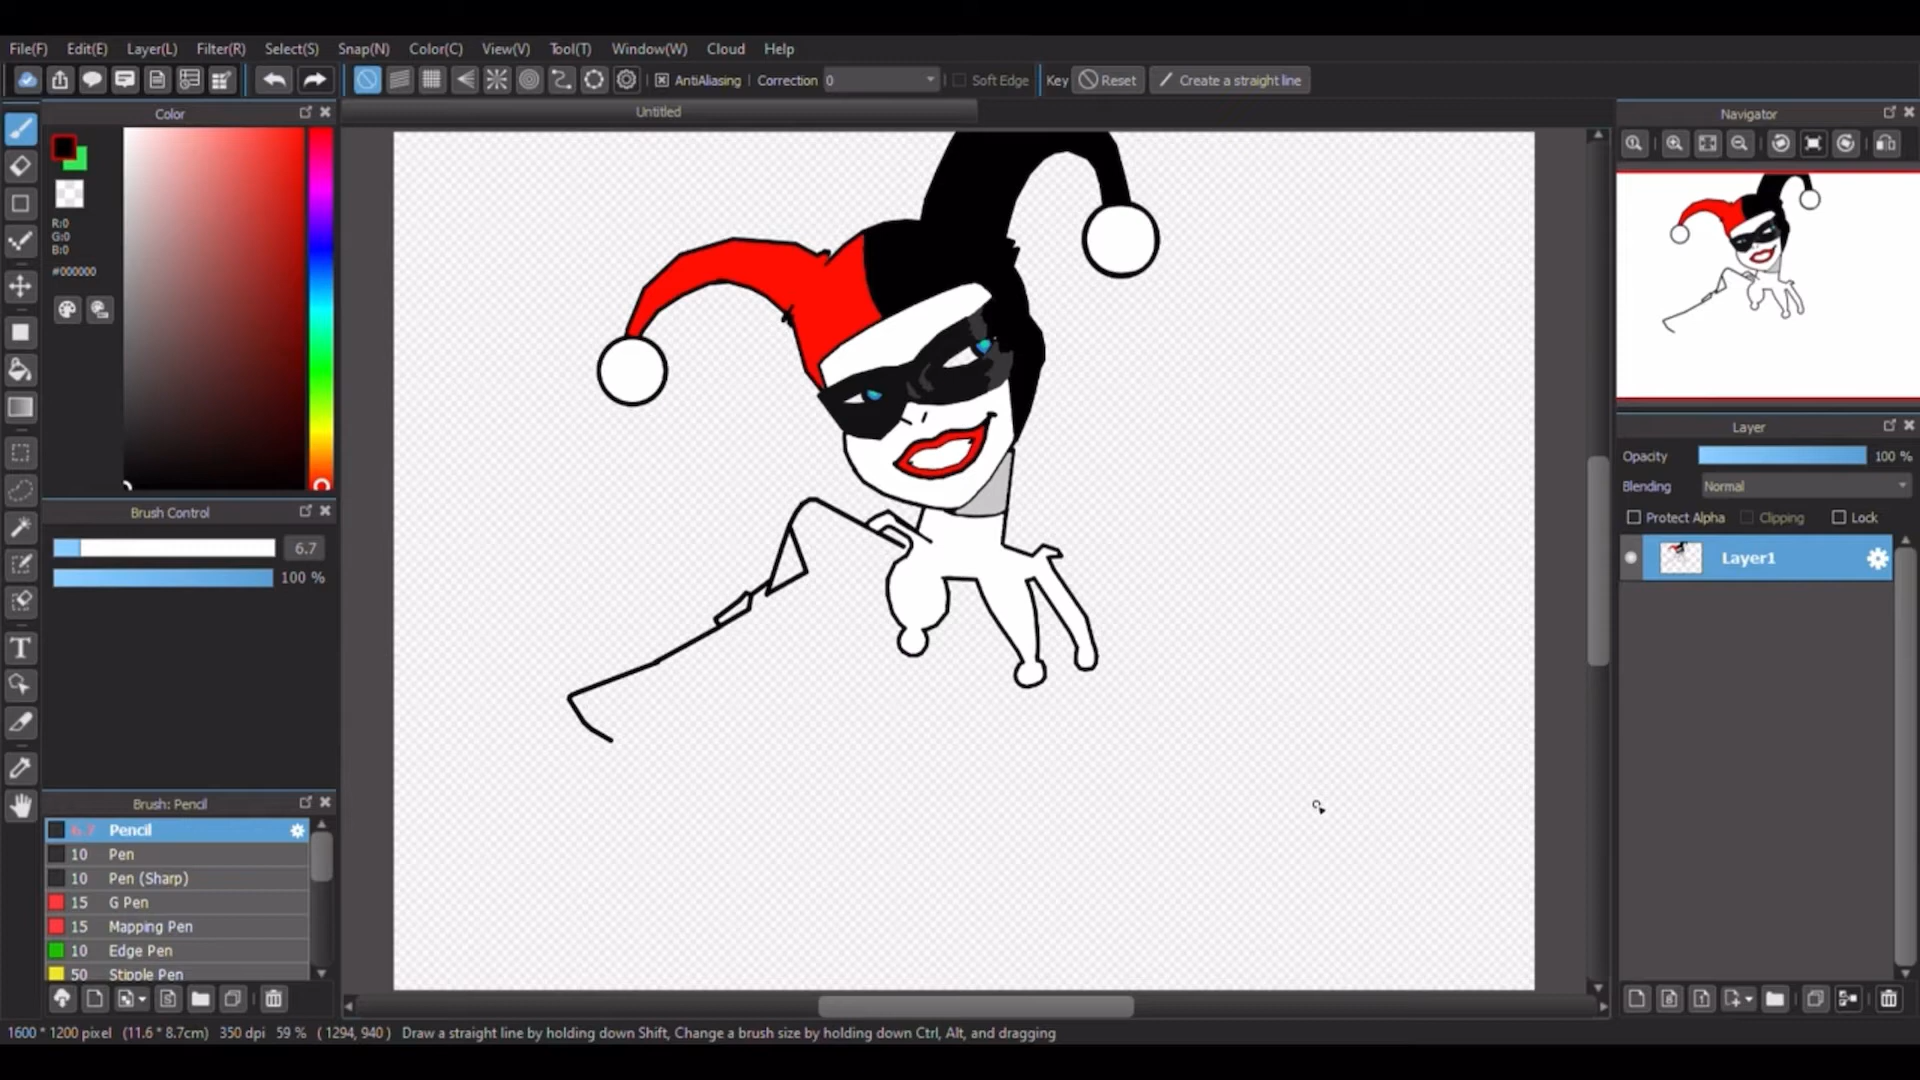 File(F) Edit(E) Layer(L) Filter(R) Select(S) Snap(N) Color(C) View(V) Tool(T) Window(W) Cloud Help
AntiAliasing Correction 0 Soft Edge Key Reset Create a straight line
Color
Untitled
Navigator
R:0
G:0
B:0
#000000
Layer
Opacity 100 %
Blending Normal
Protect Alpha Clipping Lock
Layer1
Brush Control
6.7
100 %
Brush: Pencil
6.7 Pencil
10 Pen
10 Pen (Sharp)
15 G Pen
15 Mapping Pen
10 Edge Pen
50 Stipple Pen
1600 * 1200 pixel (11.6 * 8.7cm) 350 dpi 59 % ( 1294, 940 ) Draw a straight line by holding down Shift, Change a brush size by holding down Ctrl, Alt, and dragging